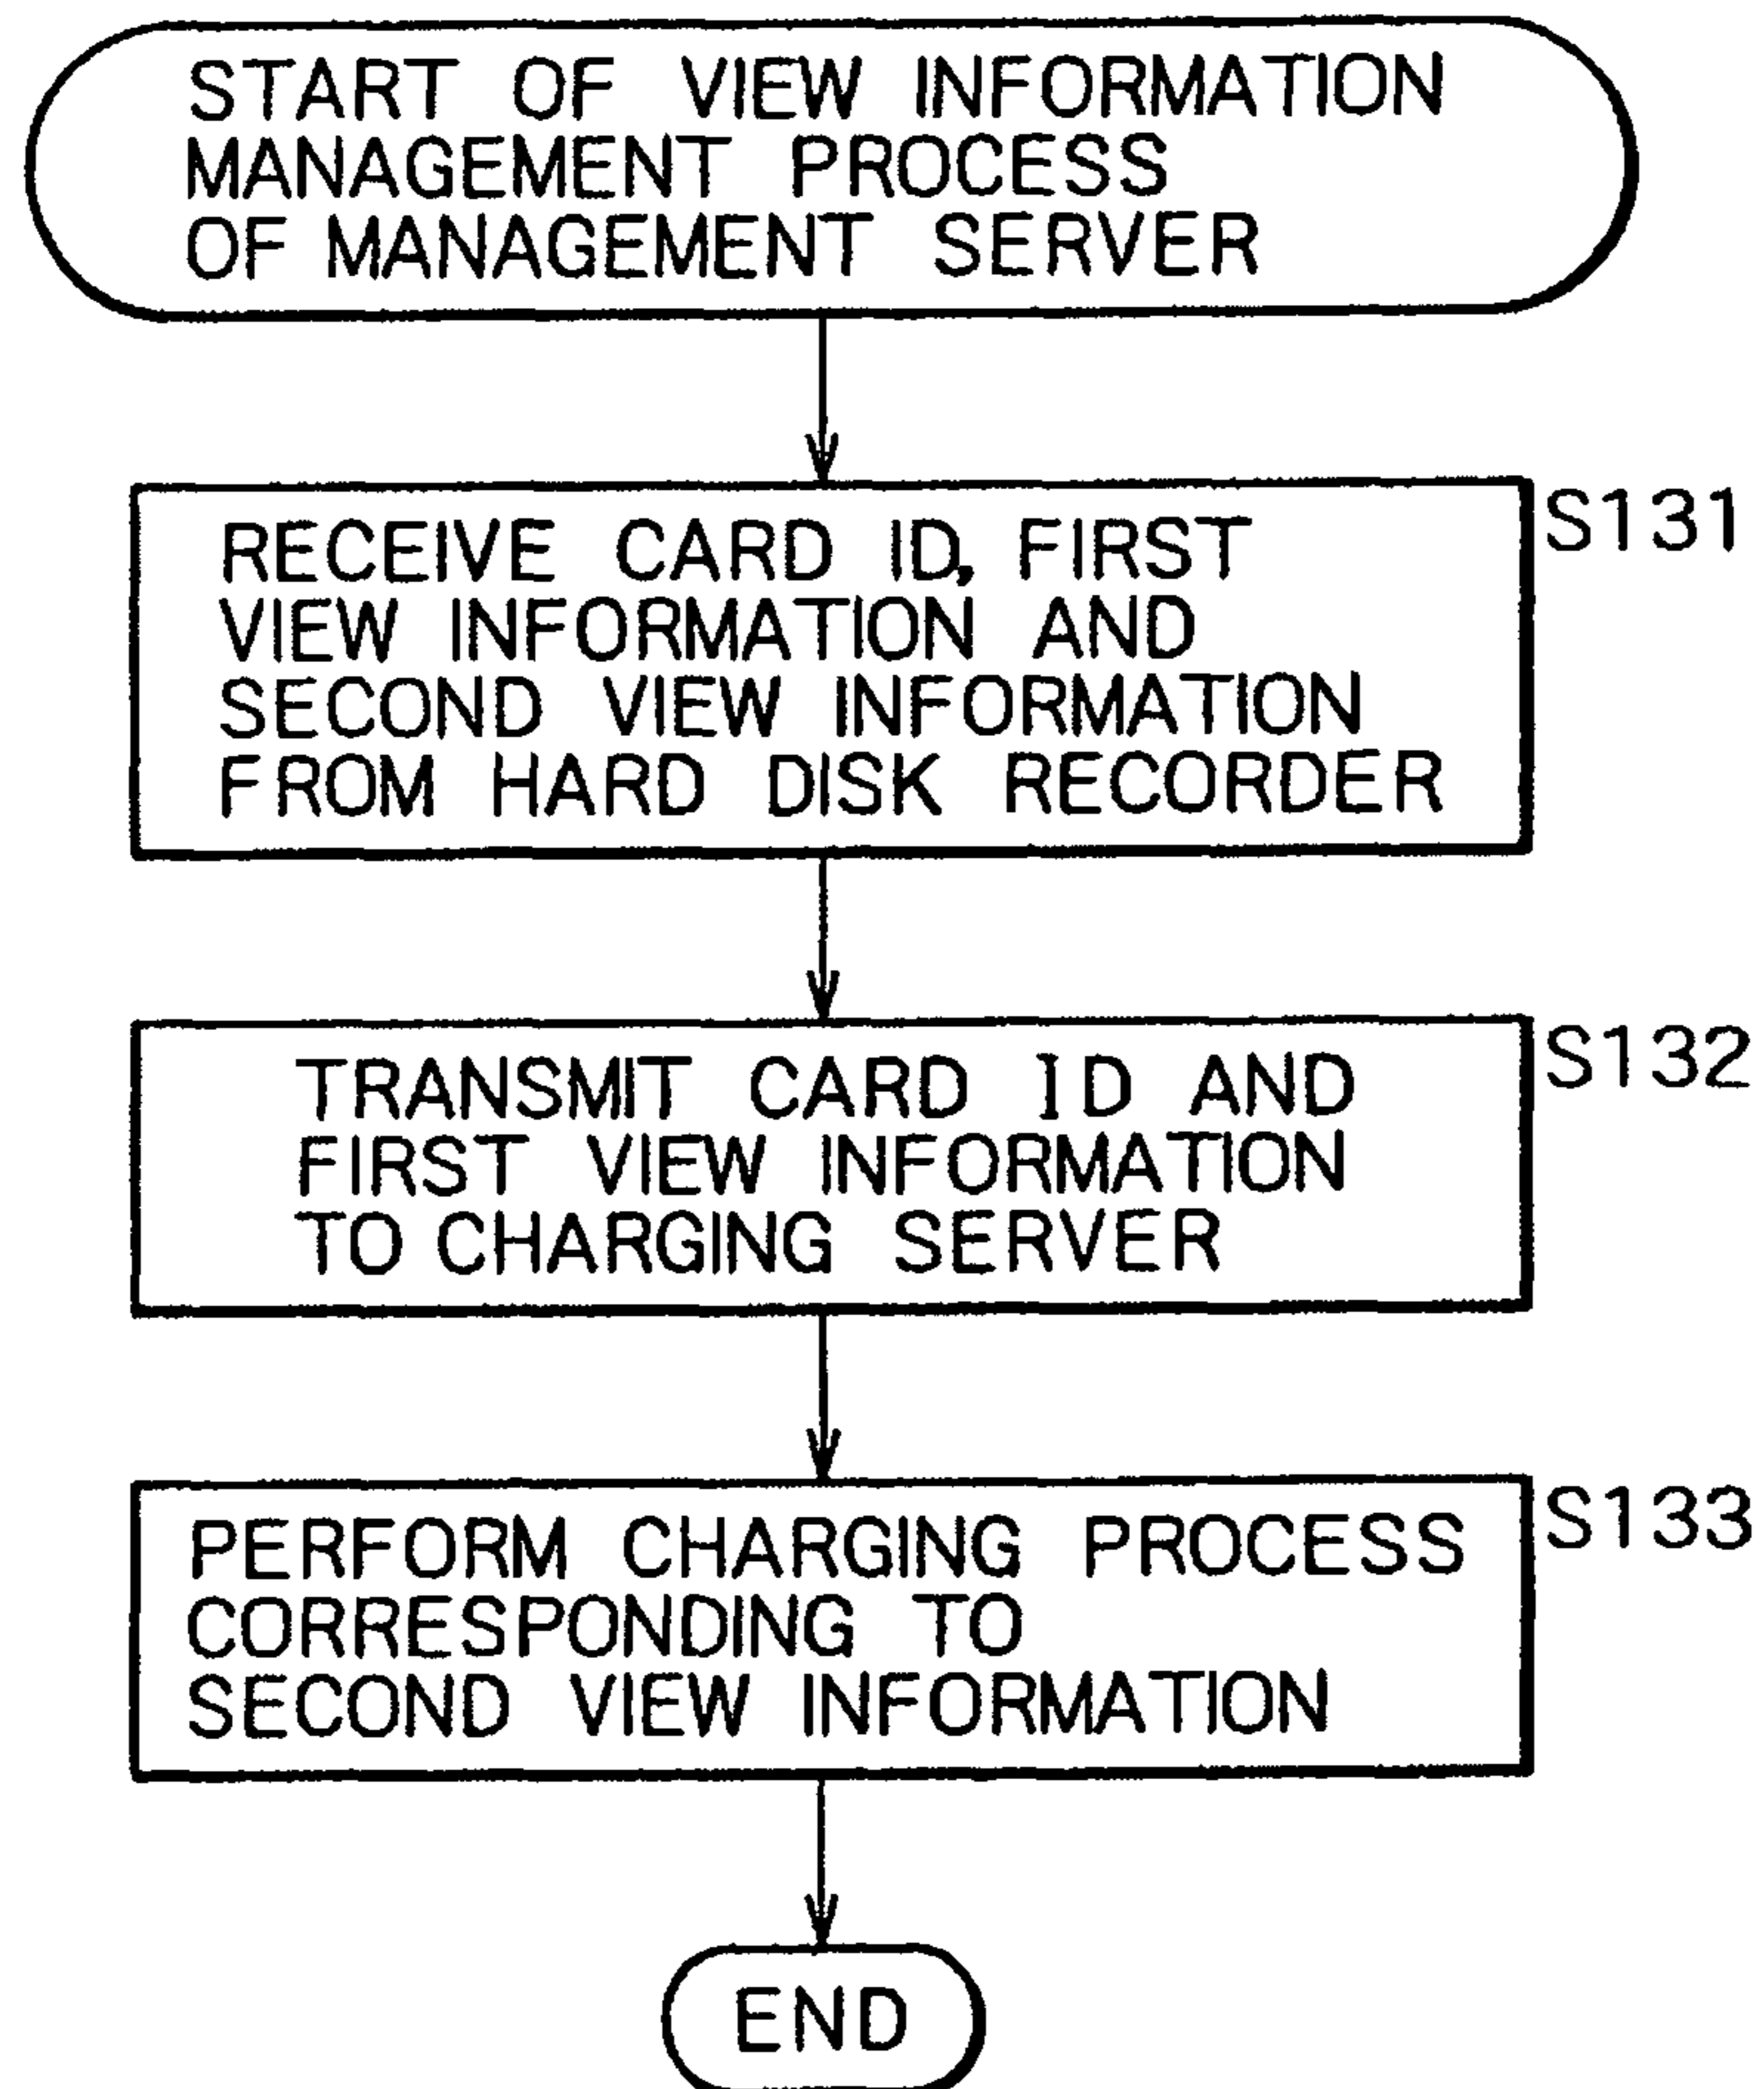 START OF VIEW INFORMATION
MANAGEMENT PROCESS
OF MANAGEMENT SERVER
RECEIVE CARD ID, FIRST
VIEW INFORMATION AND
SECOND VIEW INFORMATION
FROM HARD DISK RECORDER
S131
TRANSMIT CARD ID AND
FIRST VIEW INFORMATION
TO CHARGING SERVER
S132
PERFORM CHARGING PROCESS
CORRESPONDING TO
SECOND VIEW INFORMATION
S133
END